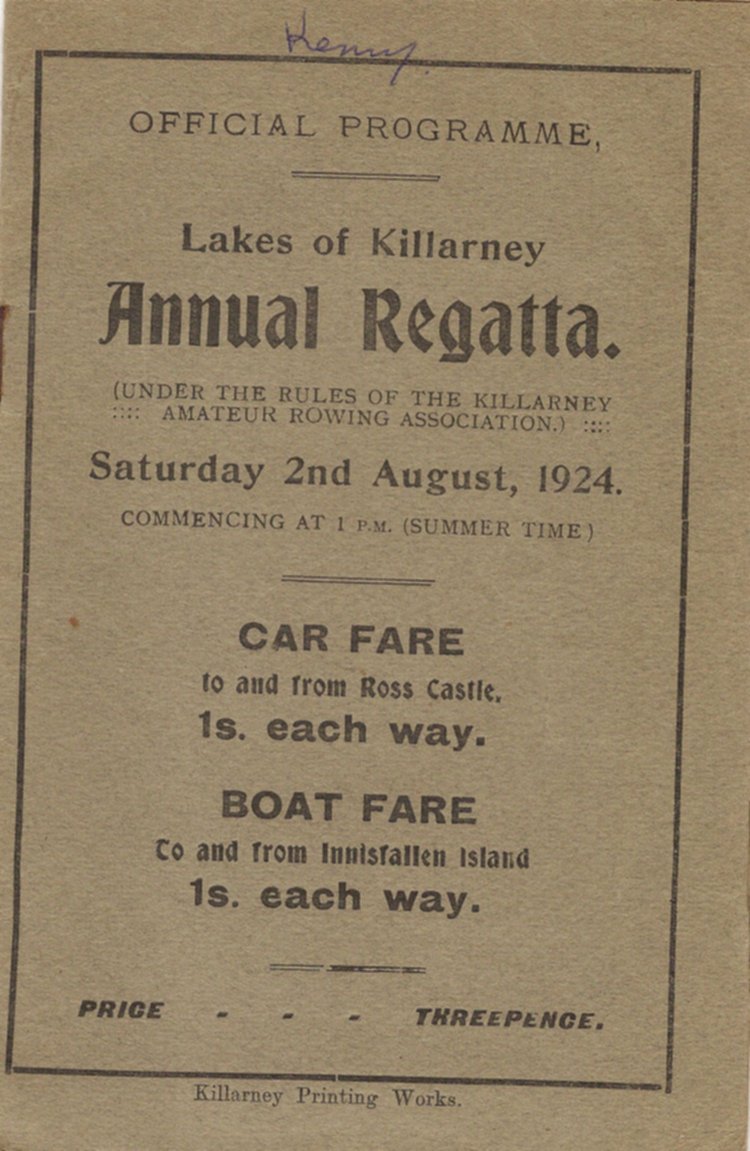 Kenny.
OFFICIAL PROGRAMME,
Lakes of Killarney
Annual Regatta.
(UNDER THE RULES OF THE KILLARNEY
:::: AMATEUR ROWING ASSOCIATION.) ::::
Saturday 2nd August, 1924.
COMMENCING AT 1 P.M. (SUMMER TIME)
CAR FARE
to and from Ross Castle.
1s. each way.
BOAT FARE
To and from Innisfallen Island
1s. each way.
PRICE - - - THREEPENCE.
Killarney Printing Works.